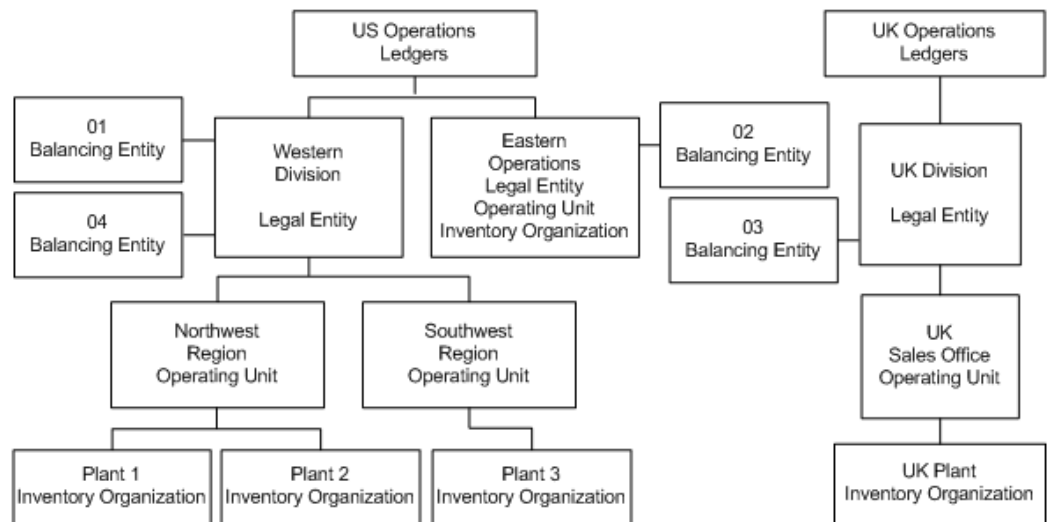 US Operations
Ledgers
UK Operations
Ledgers
01
Balancing Entity
Western
Division
Legal Entity
Eastern
Operations
Legal Entity
Operating Unit
Inventory Organization
02
Balancing Entity
UK Division
Legal Entity
04
Balancing Entity
03
Balancing Entity
Northwest
Region
Operating Unit
Southwest
Region
Operating Unit
UK
Sales Office
Operating Unit
Plant 1
Inventory Organization
Plant 2
Inventory Organization
Plant 3
Inventory Organization
UK Plant
Inventory Organization